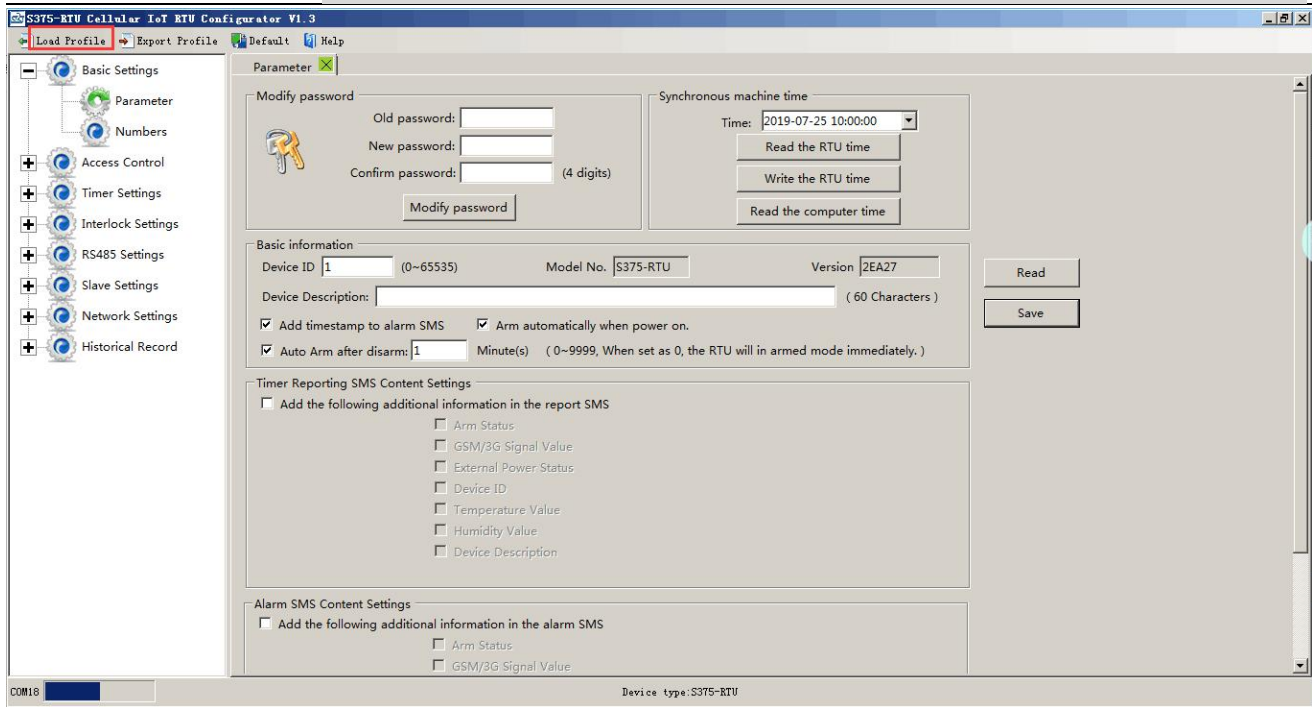 S375-RTU Cellular IoT RTU Configurator V1.3
Load Profile Export Profile Default Help
Basic Settings
Parameter
Numbers
Access Control
Timer Settings
Interlock Settings
RS485 Settings
Slave Settings
Network Settings
Historical Record
Parameter
Modify password
Old password:
New password:
Confirm password: (4 digits)
Modify password
Synchronous machine time
Time: 2019-07-25 10:00:00
Read the RTU time
Write the RTU time
Read the computer time
Basic information
Device ID 1 (0~65535) Model No. S375-RTU Version 2EA27
Device Description: ( 60 Characters )
Add timestamp to alarm SMS Arm automatically when power on.
Auto Arm after disarm: 1 Minute(s) ( 0~9999, When set as 0, the RTU will in armed mode immediately. )
Read
Save
Timer Reporting SMS Content Settings
Add the following additional information in the report SMS
Arm Status
GSM/3G Signal Value
External Power Status
Device ID
Temperature Value
Humidity Value
Device Description
Alarm SMS Content Settings
Add the following additional information in the alarm SMS
Arm Status
GSM/3G Signal Value
COM18 Device type:S375-RTU